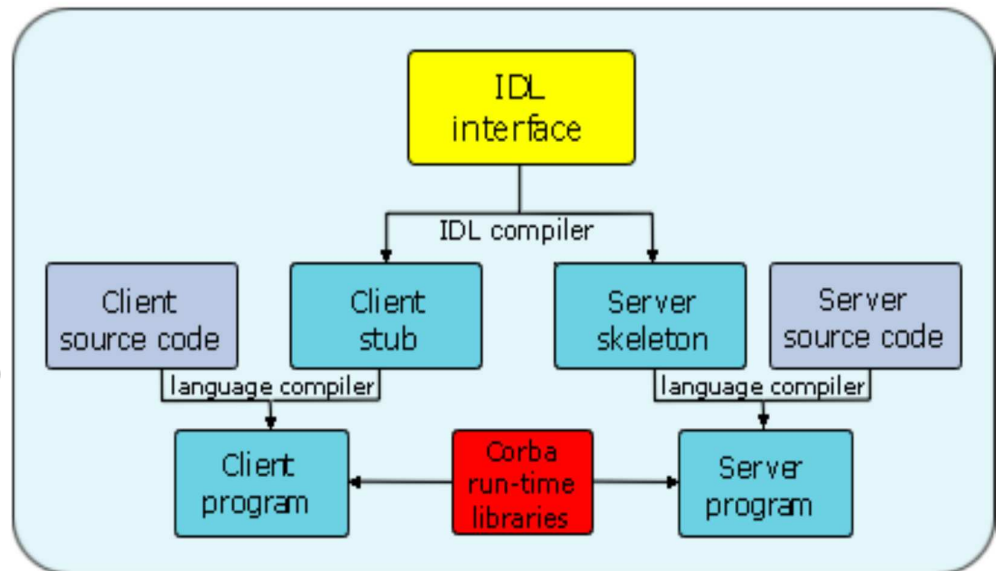 IDL
interface
IDL compiler
Client
source code
Client
stub
Server
skeleton
Server
source code
language compiler
language compiler
Client
program
Corba
run-time
libraries
Server
program